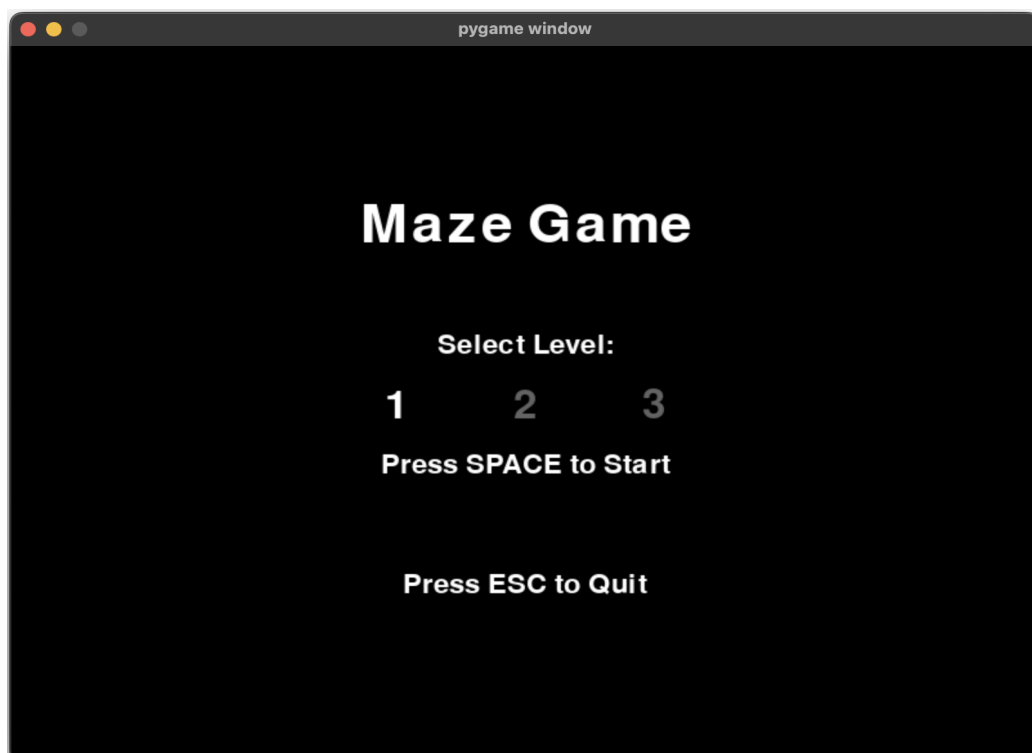 pygame window
Maze Game
Select Level:
1 2 3
Press SPACE to Start
Press ESC to Quit